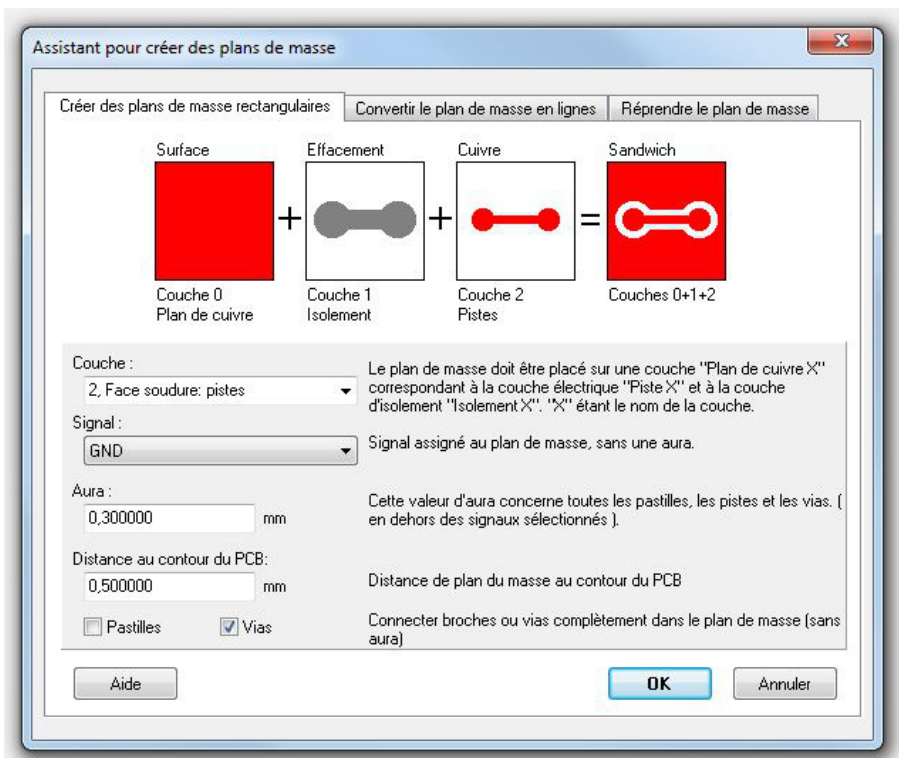 Assistant pour créer des plans de masse
x
Créer des plans de masse rectangulaires
Convertir le plan de masse en lignes
Réprendre le plan de masse
Surface
Effacement
Cuivre
Sandwich
+
+
=
Couche 0
Plan de cuivre
Couche 1
Isolement
Couche 2
Pistes
Couches 0+1+2
Couche :
2, Face soudure: pistes
Le plan de masse doit être placé sur une couche "Plan de cuivre X"
correspondant à la couche électrique "Piste X" et à la couche
d'isolement "Isolement X". "X" étant le nom de la couche.
Signal :
GND
Signal assigné au plan de masse, sans une aura.
Aura :
0,300000 mm
Cette valeur d'aura concerne toutes les pastilles, les pistes et les vias. (
en dehors des signaux sélectionnés ).
Distance au contour du PCB:
0,500000 mm
Distance de plan du masse au contour du PCB
Pastilles
Vias
Connecter broches ou vias complètement dans le plan de masse (sans
aura)
Aide
OK
Annuler